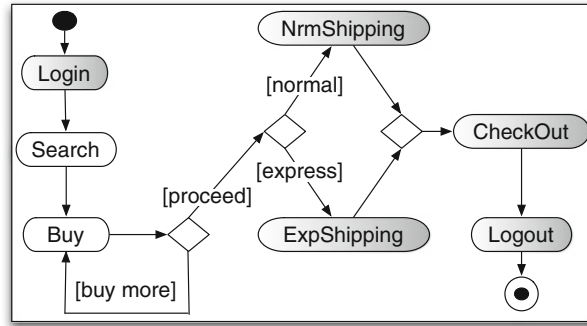 Login
Search
Buy
[buy more]
[proceed]
[normal]
[express]
NrmShipping
ExpShipping
CheckOut
Logout